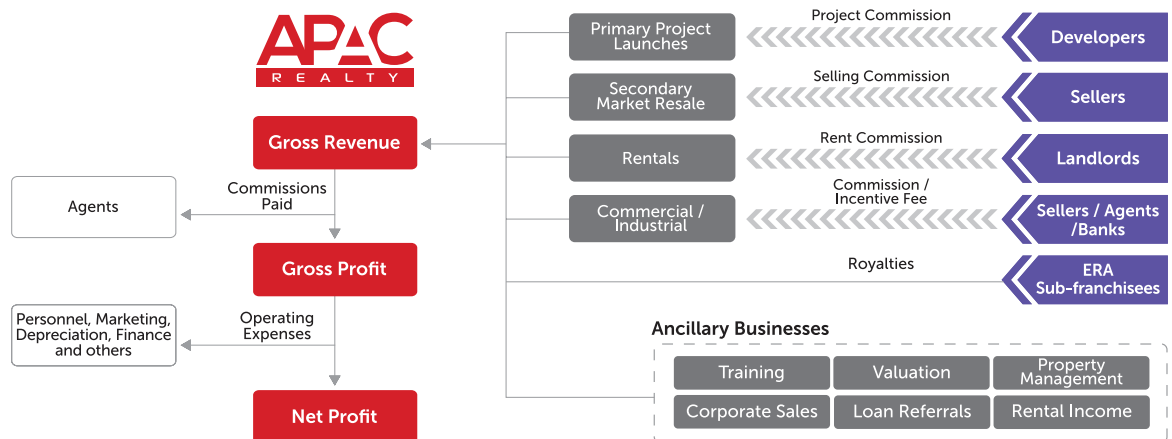 APAC
REALTY
Gross Revenue
Commissions
Paid
Agents
Gross Profit
Personnel, Marketing,
Depreciation, Finance
and others
Operating
Expenses
Net Profit
Primary Project
Launches
Project Commission
Developers
Secondary
Market Resale
Selling Commission
Sellers
Rentals
Rent Commission
Landlords
Commercial /
Industrial
Commission /
Incentive Fee
Sellers / Agents
/Banks
Royalties
ERA
Sub-franchisees
Ancillary Businesses
Training
Valuation
Property
Management
Corporate Sales
Loan Referrals
Rental Income